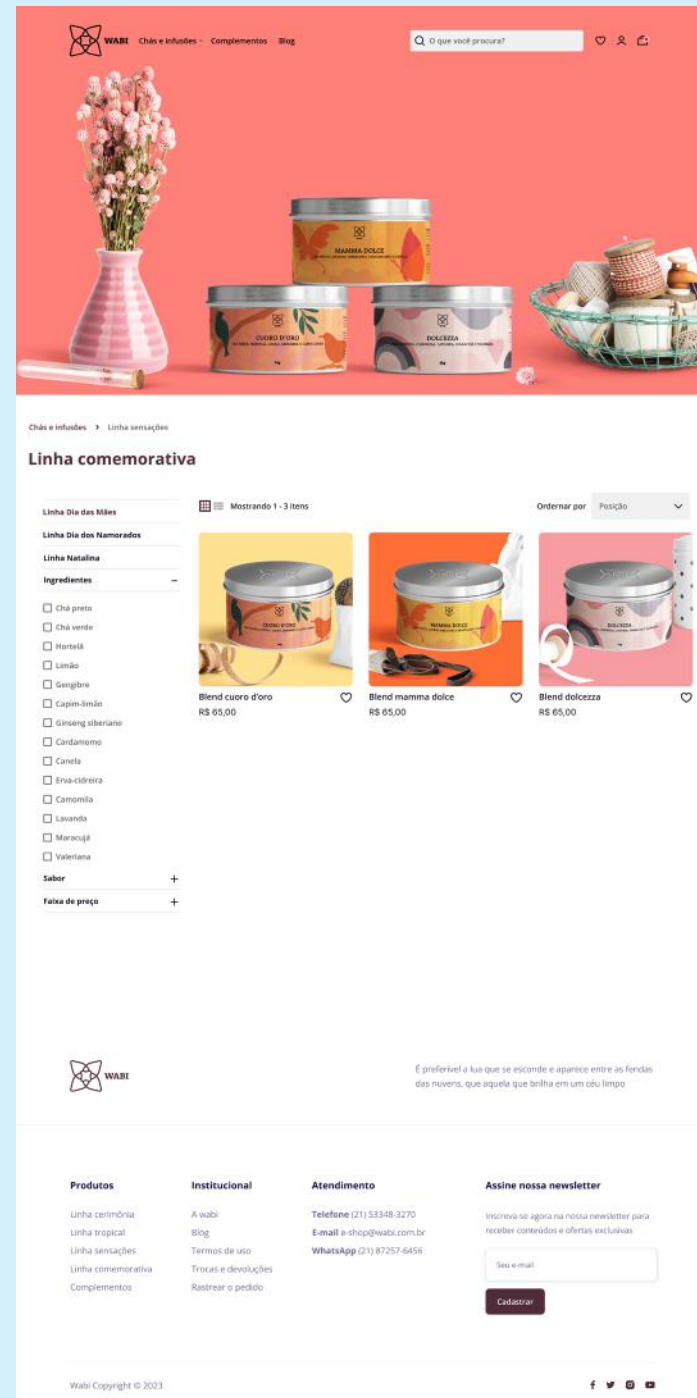 WABI
Chás e infusões
Complementos
Blog
O que você procura?
MAMMA DOLCE
CUORO D'ORO
DOLCEZZA
Chás e infusões > Linha sensações
Linha comemorativa
Linha Dia das Mães
Linha Dia dos Namorados
Linha Natalina
Ingredientes
Chá preto
Chá verde
Hortelã
Limão
Gengibre
Capim-limão
Ginseng siberiano
Cardamomo
Canela
Erva-cidreira
Camomila
Lavanda
Maracujá
Valeriana
Sabor
Faixa de preço
Mostrando 1 - 3 itens
Ordernar por
Posição
CUORO D'ORO
MAMMA DOLCE
DOLCEZZA
Blend cuoro d'oro
R$ 65,00
Blend mamma dolce
R$ 65,00
Blend dolcezza
R$ 65,00
WABI
É preferível a lua que se esconde e aparece entre as fendas
das nuvens, que aquela que brilha em um céu limpo
Produtos
Linha cerimônia
Linha tropical
Linha sensações
Linha comemorativa
Complementos
Institucional
A wabi
Blog
Termos de uso
Trocas e devoluções
Rastrear o pedido
Atendimento
Telefone (21) 53348-3270
E-mail e-shop@wabi.com.br
WhatsApp (21) 87257-6456
Assine nossa newsletter
Inscreva-se agora na nossa newsletter para
receber conteúdos e ofertas exclusivas
Seu e-mail
Cadastrar
Wabi Copyright © 2023